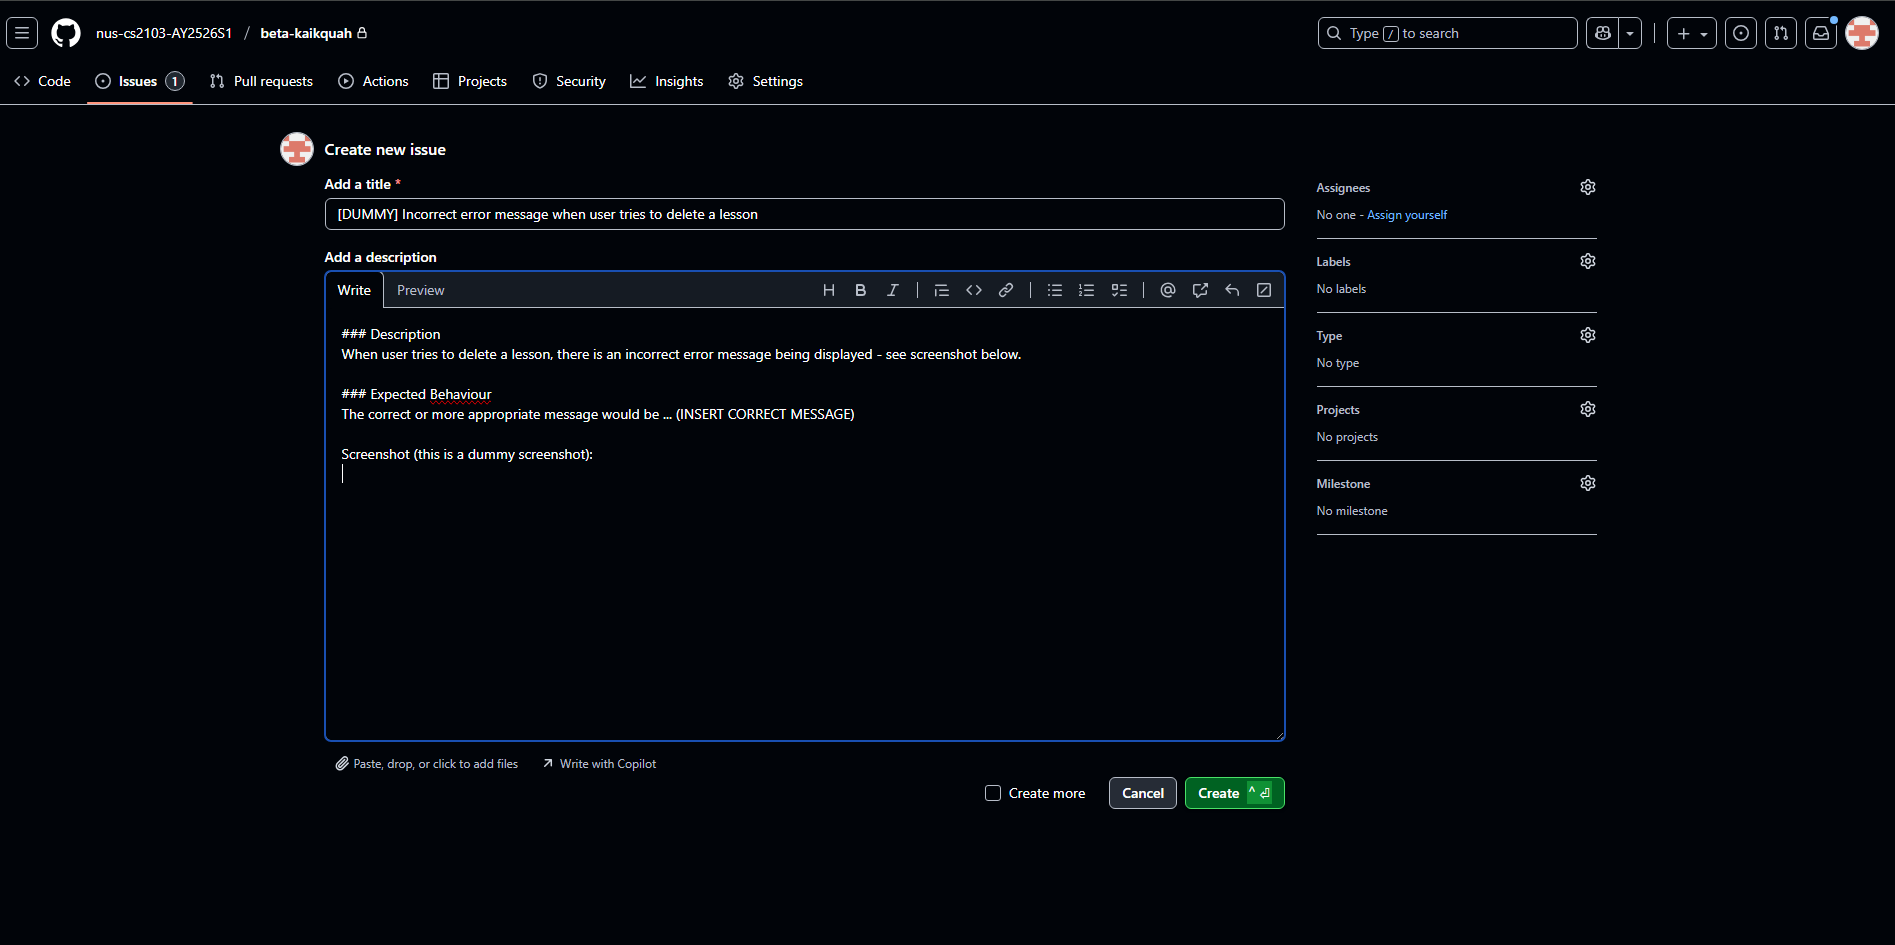 nus-cs2103-AY2526S1 / beta-kaikquah
Type / to search
Code
Issues 1
Pull requests
Actions
Projects
Security
Insights
Settings
Create new issue
Add a title *
[DUMMY] Incorrect error message when user tries to delete a lesson
Add a description
Write
Preview
### Description
When user tries to delete a lesson, there is an incorrect error message being displayed - see screenshot below.
### Expected Behaviour
The correct or more appropriate message would be ... (INSERT CORRECT MESSAGE)
Screenshot (this is a dummy screenshot):
Paste, drop, or click to add files
Write with Copilot
Create more
Cancel
Create
Assignees
No one - Assign yourself
Labels
No labels
Type
No type
Projects
No projects
Milestone
No milestone